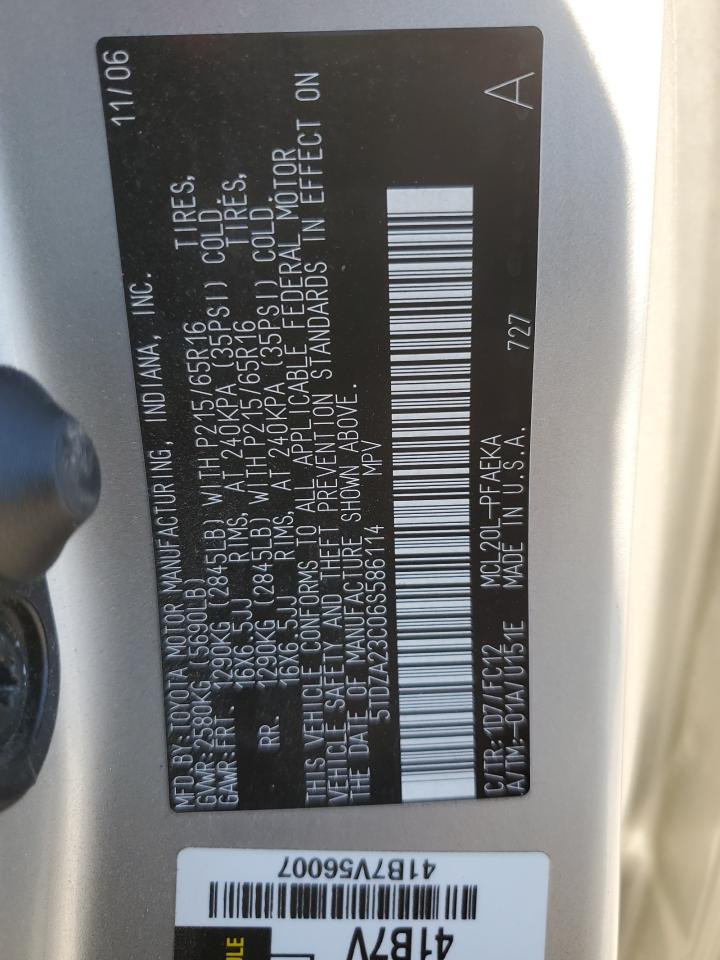 MFD.BY:TOYOTA MOTOR MANUFACTURING, INDIANA, INC. 11/06
GVWR:2580KG(5690LB)
GAWR:FRT. 1290KG (2845LB) WITH P215/65R16 TIRES,
16X6.5JJ RIMS, AT 240KPA (35PSI) COLD.
RR. 1290KG (2845LB) WITH P215/65R16 TIRES,
16X6.5JJ RIMS, AT 240KPA (35PSI) COLD.
THIS VEHICLE CONFORMS TO ALL APPLICABLE FEDERAL MOTOR
VEHICLE SAFETY AND THEFT PREVENTION STANDARDS IN EFFECT ON
THE DATE OF MANUFACTURE SHOWN ABOVE.
5TDZA23C06S586114 MPV
C/TR:1D7/FC12 MCL20L-PFAEKA
A/TM:-01A/U151E MADE IN U.S.A. 727 A
41B7V56007
41B7V
ULE